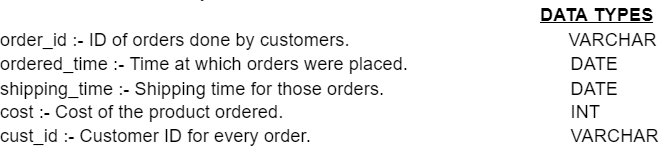 DATA TYPES
order_id :- ID of orders done by customers. VARCHAR
ordered_time :- Time at which orders were placed. DATE
shipping_time :- Shipping time for those orders. DATE
cost :- Cost of the product ordered. INT
cust_id :- Customer ID for every order. VARCHAR